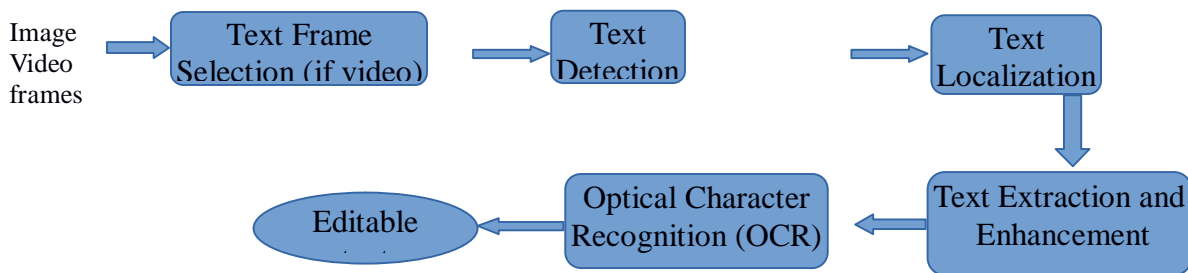 Image
Video
frames
Text Frame
Selection (if video)
Text
Detection
Text
Localization
Text Extraction and
Enhancement
Optical Character
Recognition (OCR)
Editable